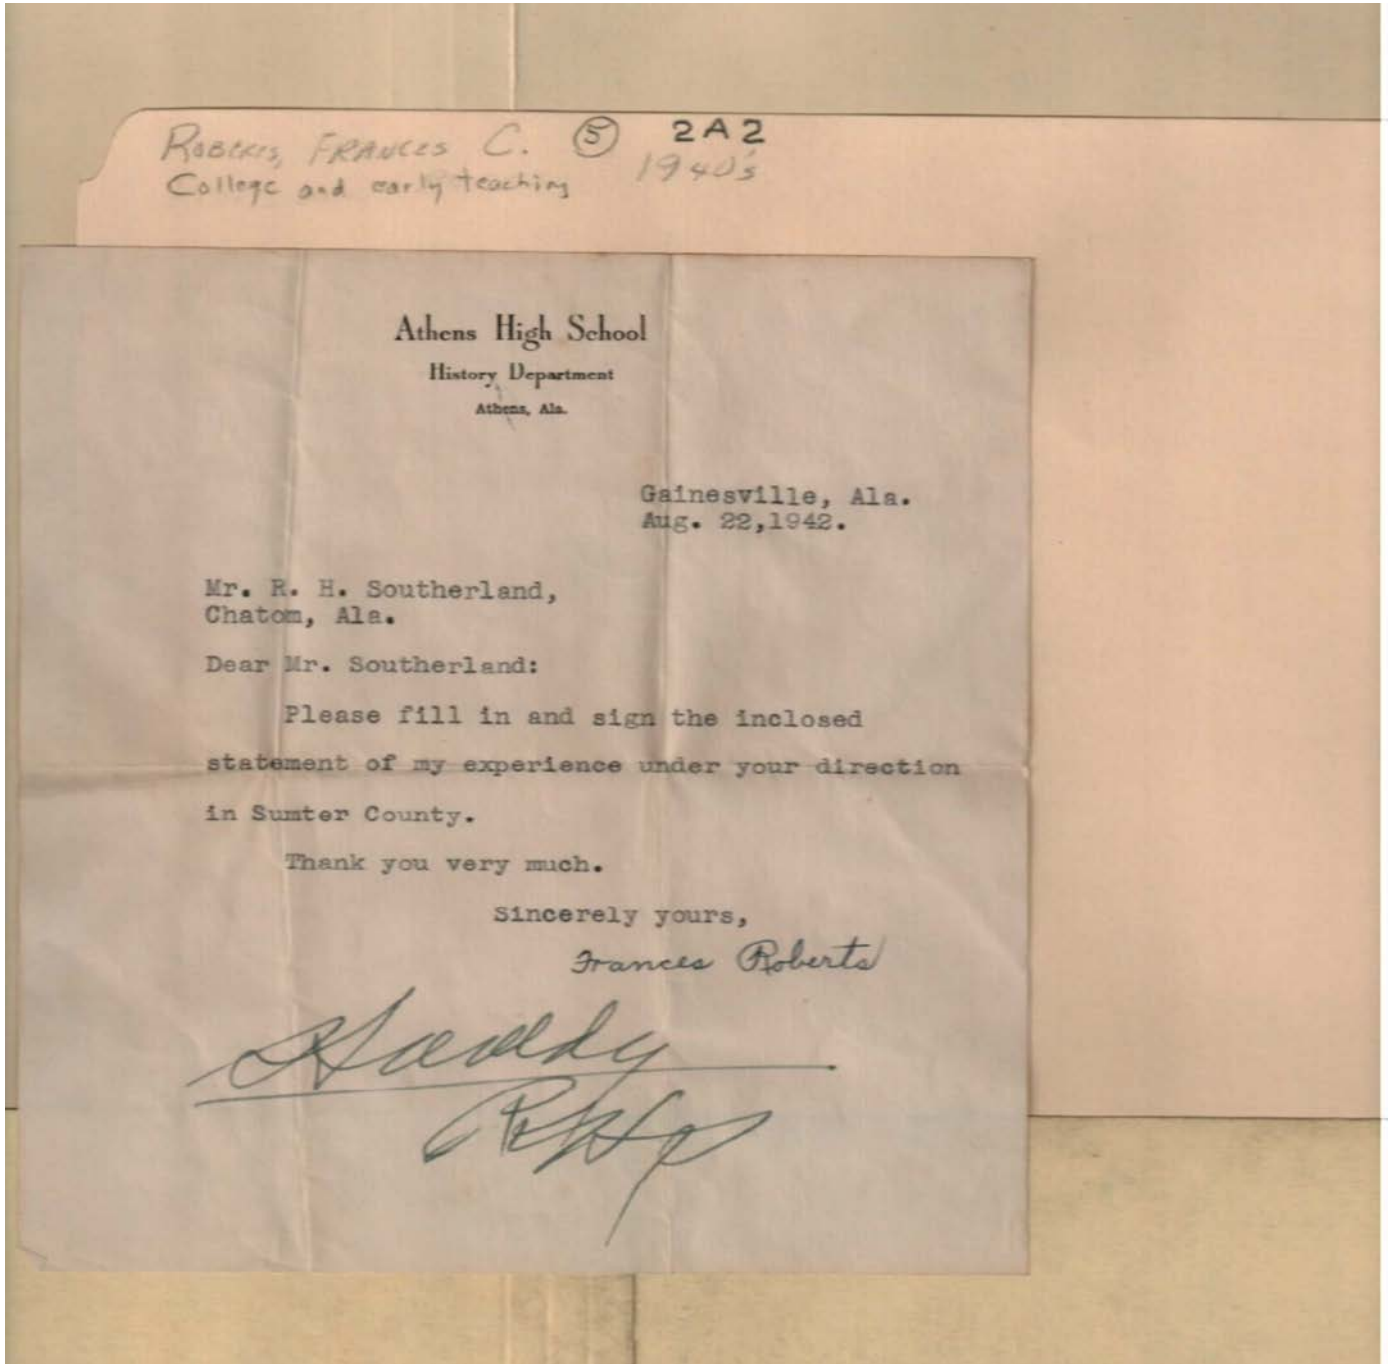 Roberts, Frances C. 5 2A2
College and early teaching 1940's
Athens High School
History Department
Athens, Ala.
Gainesville, Ala.
Aug. 22,1942.
Mr. R. H. Southerland,
Chatom, Ala.
Dear Mr. Southerland:
Please fill in and sign the inclosed
statement of my experience under your direction
in Sumter County.
Thank you very much.
Sincerely yours,
Frances Roberts